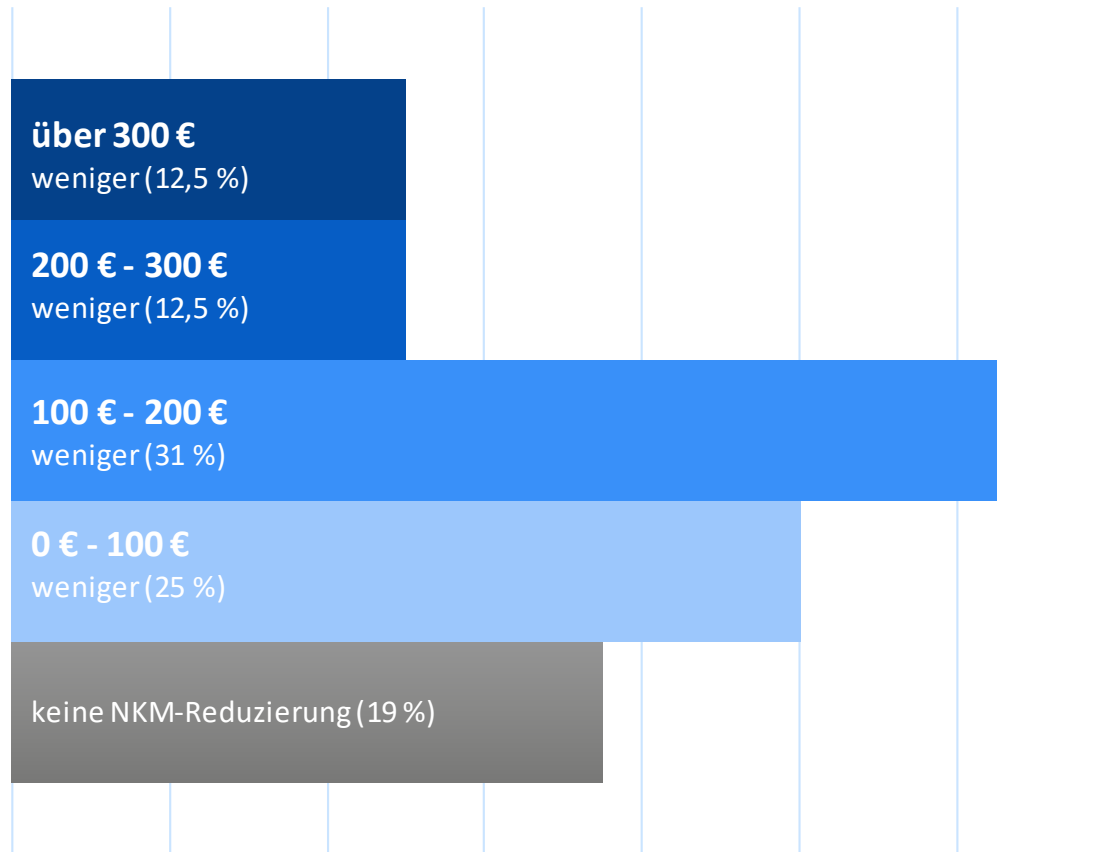 über 300 €
weniger (12,5 %)
200 € - 300 €
weniger (12,5 %)
100 € - 200 €
weniger (31 %)
0 € - 100 €
weniger (25 %)
keine NKM-Reduzierung (19 %)